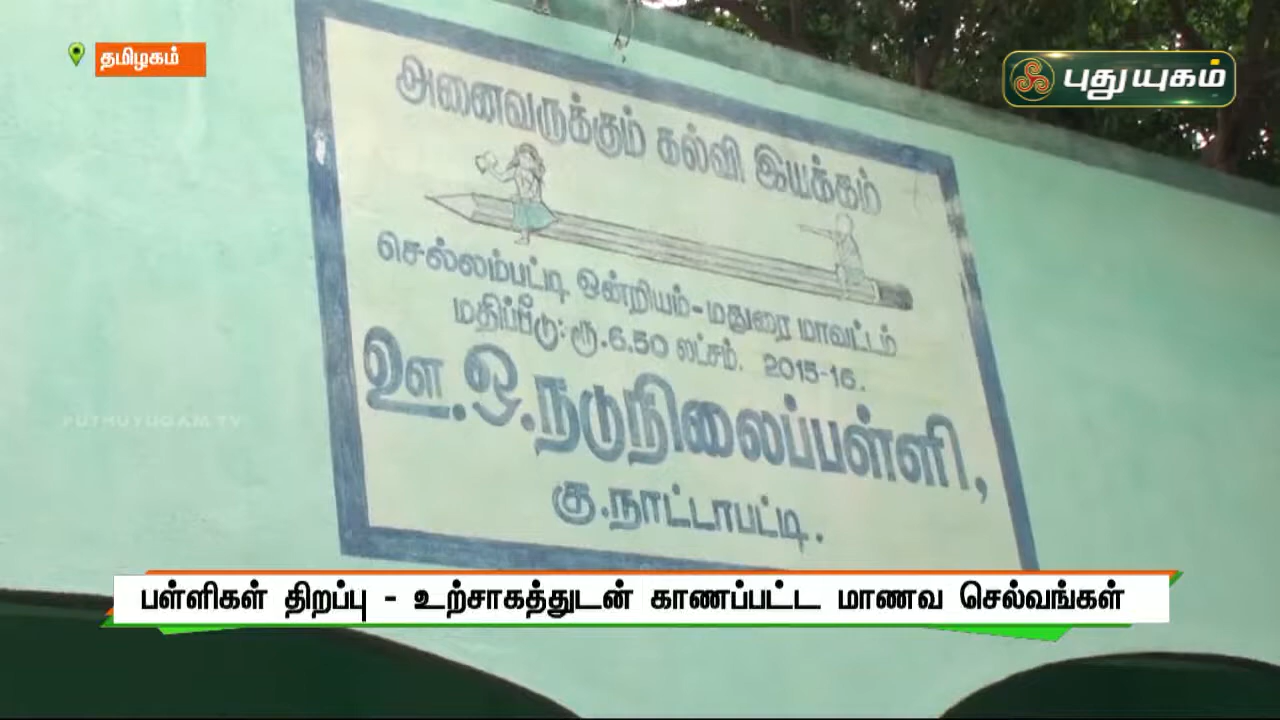 தமிழகம்
புதுயுகம்
அனைவருக்கும் கல்வி இயக்கம்
செல்லம்பட்டி ஒன்றியம்-மதுரை மாவட்டம்
மதிப்பீடு: ரூ.6.50 லட்சம். 2015-16.
ஊ.ஒ.நடுநிலைப்பள்ளி,
கு.நாட்டாபட்டி.
PUTHUYUGAM TV
பள்ளிகள் திறப்பு - உற்சாகத்துடன் காணப்பட்ட மாணவ செல்வங்கள்